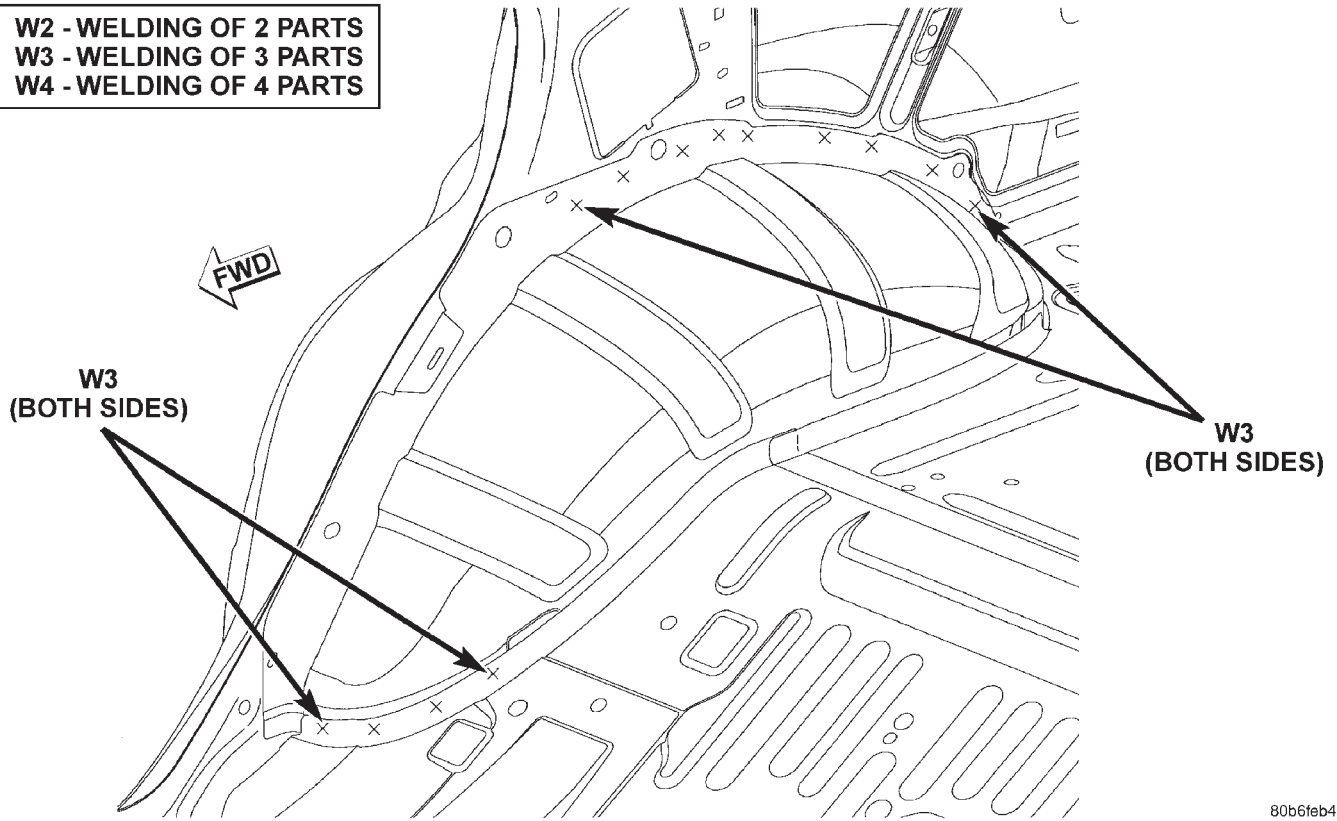 W2 - WELDING OF 2 PARTS
W3 - WELDING OF 3 PARTS
W4 - WELDING OF 4 PARTS
FWD
W3
(BOTH SIDES)
W3
(BOTH SIDES)
80b6feb4